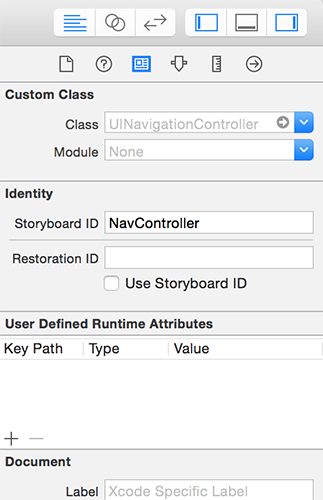 Custom Class
Class UINavigationController
Module None
Identity
Storyboard ID NavController
Restoration ID
Use Storyboard ID
User Defined Runtime Attributes
Key Path Type Value
Document
Label Xcode Specific Label